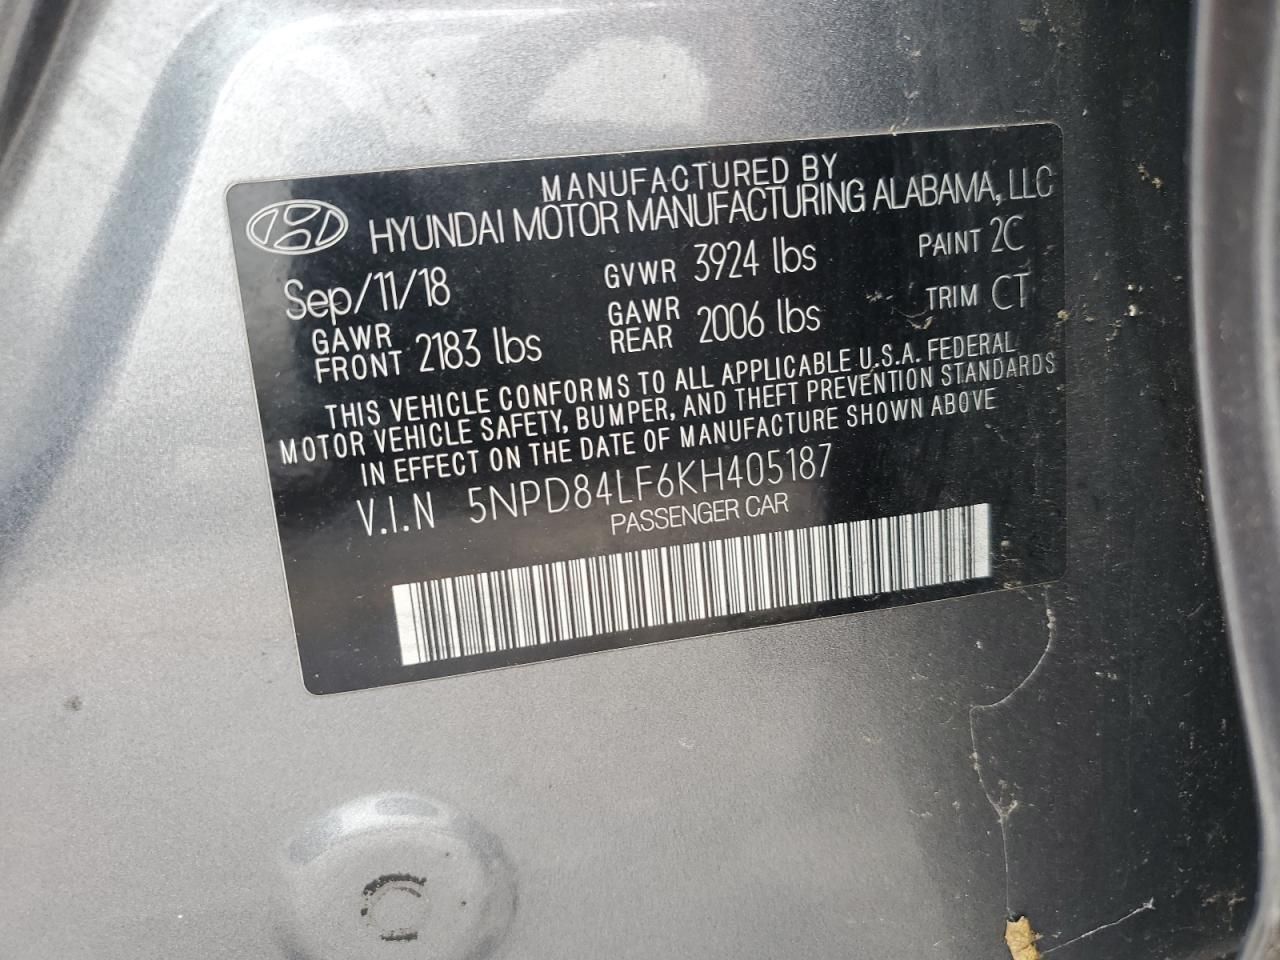 MANUFACTURED BY
HYUNDAI MOTOR MANUFACTURING ALABAMA, LLC
Sep/11/18 GVWR 3924 lbs PAINT 2C
GAWR FRONT 2183 lbs GAWR REAR 2006 lbs TRIM CT
THIS VEHICLE CONFORMS TO ALL APPLICABLE U.S.A. FEDERAL
MOTOR VEHICLE SAFETY, BUMPER, AND THEFT PREVENTION STANDARDS
IN EFFECT ON THE DATE OF MANUFACTURE SHOWN ABOVE
V.I.N 5NPD84LF6KH405187
PASSENGER CAR